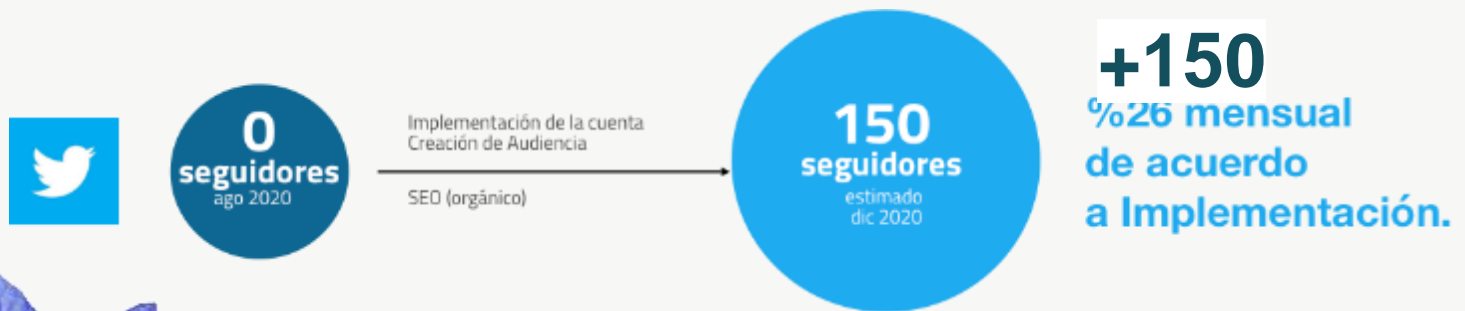 0
seguidores
ago 2020
Implementación de la cuenta
Creación de Audiencia
SEO (orgánico)
150
seguidores
estimado
dic 2020
+150
%26 mensual
de acuerdo
a Implementación.